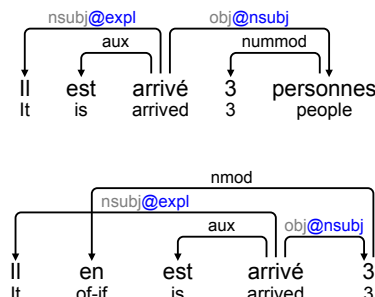 nsubj@expl obj@nsubj
aux nummod
Il est arrivé 3 personnes
It is arrived 3 people
nmod
nsubj@expl
aux obj@nsubj
Il en est arrivé 3
It of-if is arrived 3